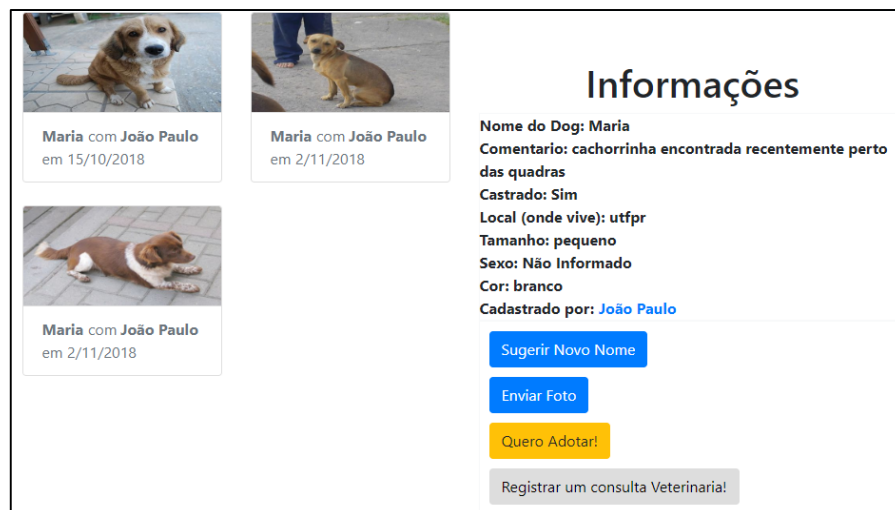 Maria com João Paulo
em 15/10/2018
Maria com João Paulo
em 2/11/2018
Maria com João Paulo
em 2/11/2018
Informações
Nome do Dog: Maria
Comentario: cachorrinha encontrada recentemente perto
das quadras
Castrado: Sim
Local (onde vive): utfpr
Tamanho: pequeno
Sexo: Não Informado
Cor: branco
Cadastrado por: João Paulo
Sugerir Novo Nome
Enviar Foto
Quero Adotar!
Registrar um consulta Veterinaria!